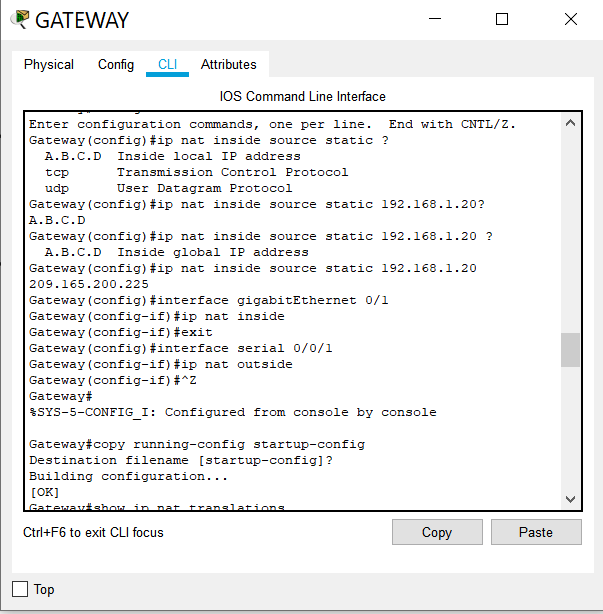 GATEWAY
Physical Config CLI Attributes
IOS Command Line Interface
Enter configuration commands, one per line.  End with CNTL/Z.
Gateway(config)#ip nat inside source static ?
  A.B.C.D  Inside local IP address
  tcp      Transmission Control Protocol
  udp      User Datagram Protocol
Gateway(config)#ip nat inside source static 192.168.1.20?
A.B.C.D
Gateway(config)#ip nat inside source static 192.168.1.20 ?
  A.B.C.D  Inside global IP address
Gateway(config)#ip nat inside source static 192.168.1.20
209.165.200.225
Gateway(config)#interface gigabitEthernet 0/1
Gateway(config-if)#ip nat inside
Gateway(config-if)#exit
Gateway(config)#interface serial 0/0/1
Gateway(config-if)#ip nat outside
Gateway(config-if)#^Z
Gateway#
%SYS-5-CONFIG_I: Configured from console by console
Gateway#copy running-config startup-config
Destination filename [startup-config]?
Building configuration...
[OK]
Gateway#show ip nat translations
Ctrl+F6 to exit CLI focus
Copy Paste
Top